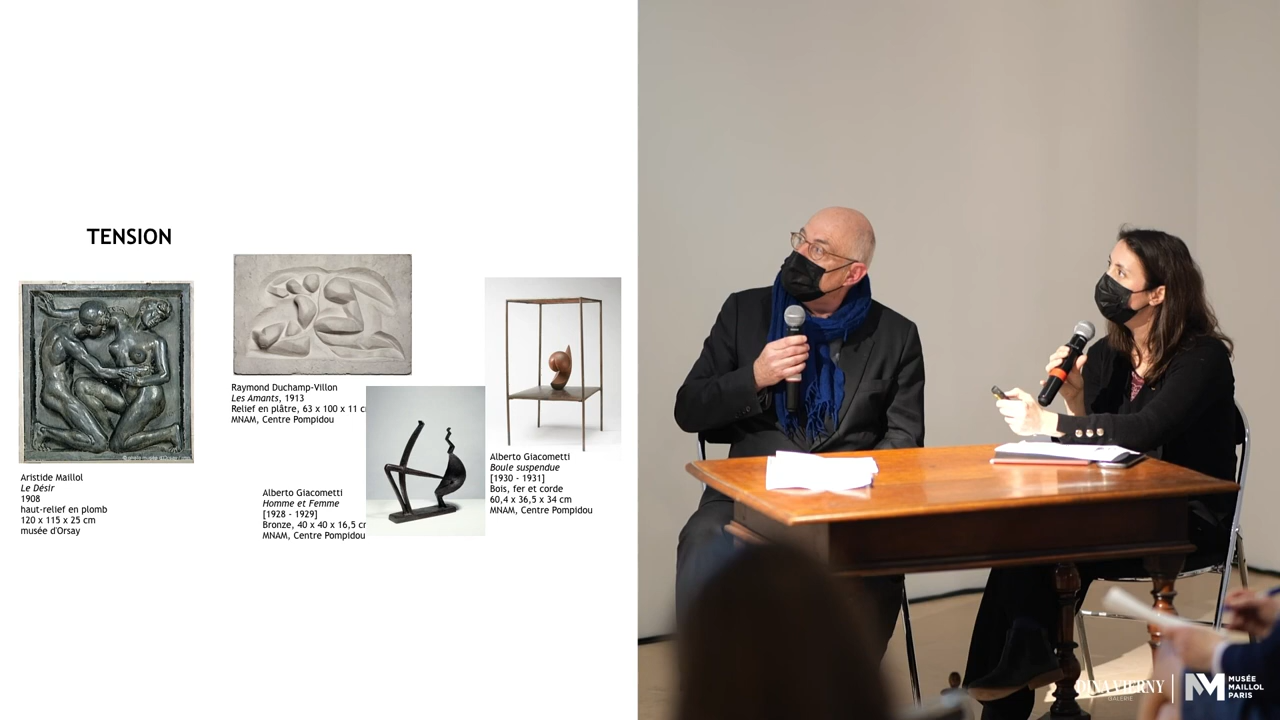 TENSION
Aristide Maillol
Le Désir
1908
haut-relief en plomb
120 x 115 x 25 cm
musée d'Orsay
Raymond Duchamp-Villon
Les Amants, 1913
Relief en plâtre, 63 x 100 x 11 c
MNAM, Centre Pompidou
Alberto Giacometti
Homme et Femme
[1928 - 1929]
Bronze, 40 x 40 x 16,5 c
MNAM, Centre Pompidou
Alberto Giacometti
Boule suspendue
[1930 - 1931]
Bois, fer et corde
60,4 x 36,5 x 34 cm
MNAM, Centre Pompidou
DINA VIERNY
GALERIE
MUSÉE
MAILLOL
PARIS